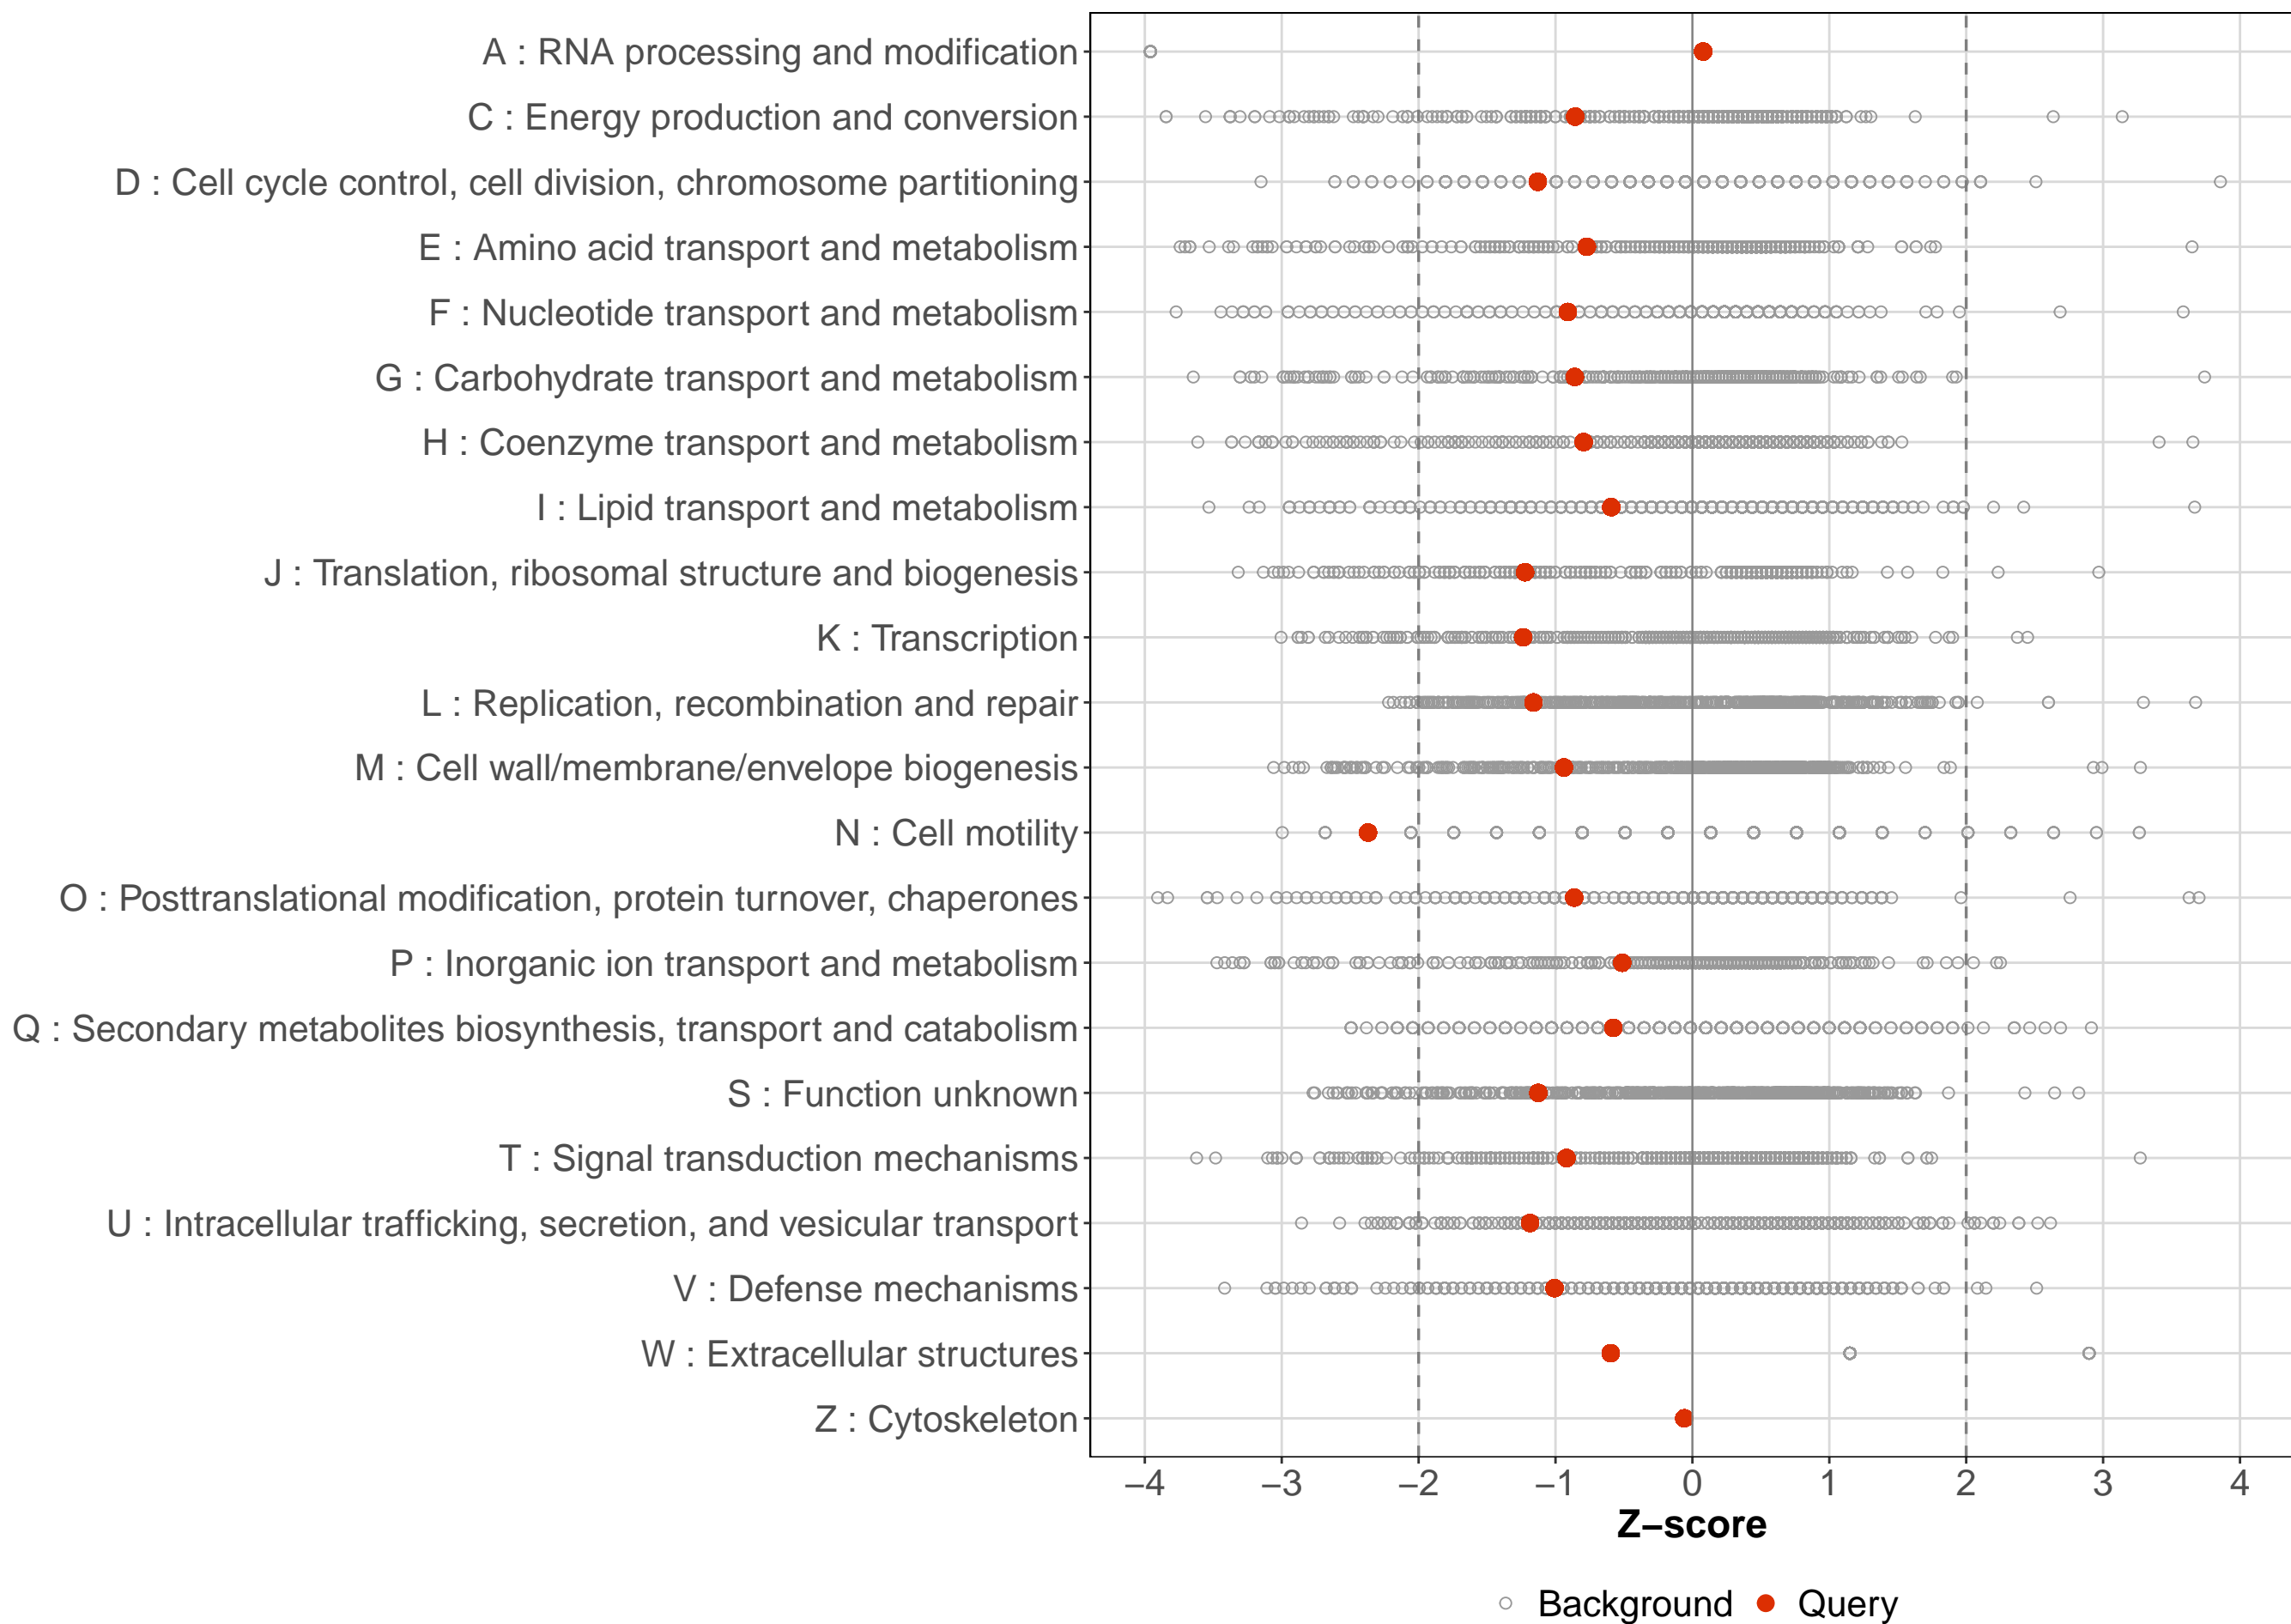 A : RNA processing and modification
C : Energy production and conversion
D : Cell cycle control, cell division, chromosome partitioning
E : Amino acid transport and metabolism
F : Nucleotide transport and metabolism
G : Carbohydrate transport and metabolism
H : Coenzyme transport and metabolism
I : Lipid transport and metabolism
J : Translation, ribosomal structure and biogenesis
K : Transcription
L : Replication, recombination and repair
M : Cell wall/membrane/envelope biogenesis
N : Cell motility
O : Posttranslational modification, protein turnover, chaperones
P : Inorganic ion transport and metabolism
Q : Secondary metabolites biosynthesis, transport and catabolism
S : Function unknown
T : Signal transduction mechanisms
U : Intracellular trafficking, secretion, and vesicular transport
V : Defense mechanisms
W : Extracellular structures
Z : Cytoskeleton
−4 −3 −2 −1 0 1 2 3 4
Z−score
Background Query